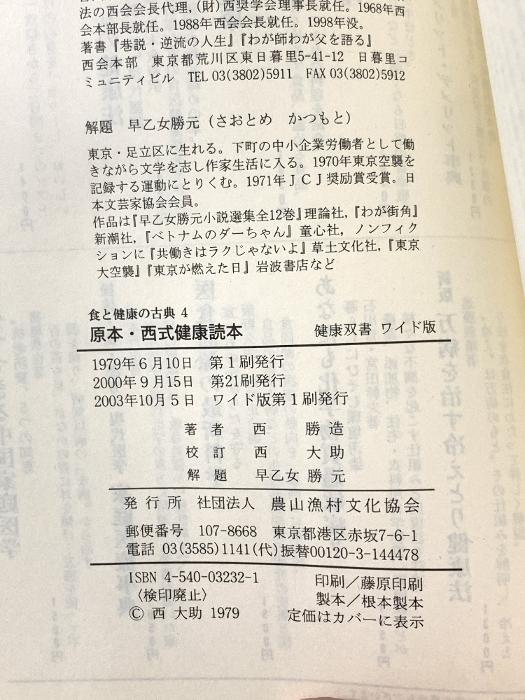 法の西会会長代理,(財)西奨学会理事長就任。1968年西
会本部長就任。1988年西会会長就任。1998年没。
著書『巷説・逆流の人生』『わが師わが父を語る』
西会本部 東京都荒川区東日暮里5-41-12 日暮里コ
ミュニティビル TEL 03(3802)5911 FAX 03(3802)5912
解題 早乙女勝元(さおとめ かつもと)
東京・足立区に生れる。下町の中小企業労働者として働
きながら文学を志し作家生活に入る。1970年東京空襲を
記録する運動にとりくむ。1971年JCJ奨励賞受賞。日
本文芸家協会会員。
作品は『早乙女勝元小説選集全12巻』理論社,『わが街角』
新潮社,『ベトナムのダーちゃん』童心社, ノンフィク
ションに『共働きはラクじゃないよ』草土文化社,『東京
大空襲』『東京が燃えた日』岩波書店など
食と健康の古典 4
原本・西式健康読本 健康双書 ワイド版
1979年6月10日 第1刷発行
2000年9月15日 第21刷発行
2003年10月5日 ワイド版第1刷発行
著者 西 勝造
校訂 西 大助
解題 早乙女勝元
発行所 社団法人 農山漁村文化協会
郵便番号 107-8668 東京都港区赤坂7-6-1
電話 03(3585)1141(代) 振替00120-3-144478
ISBN 4-540-03232-1 印刷/藤原印刷
〈検印廃止〉 製本/根本製本
© 西 大助 1979 定価はカバーに表示